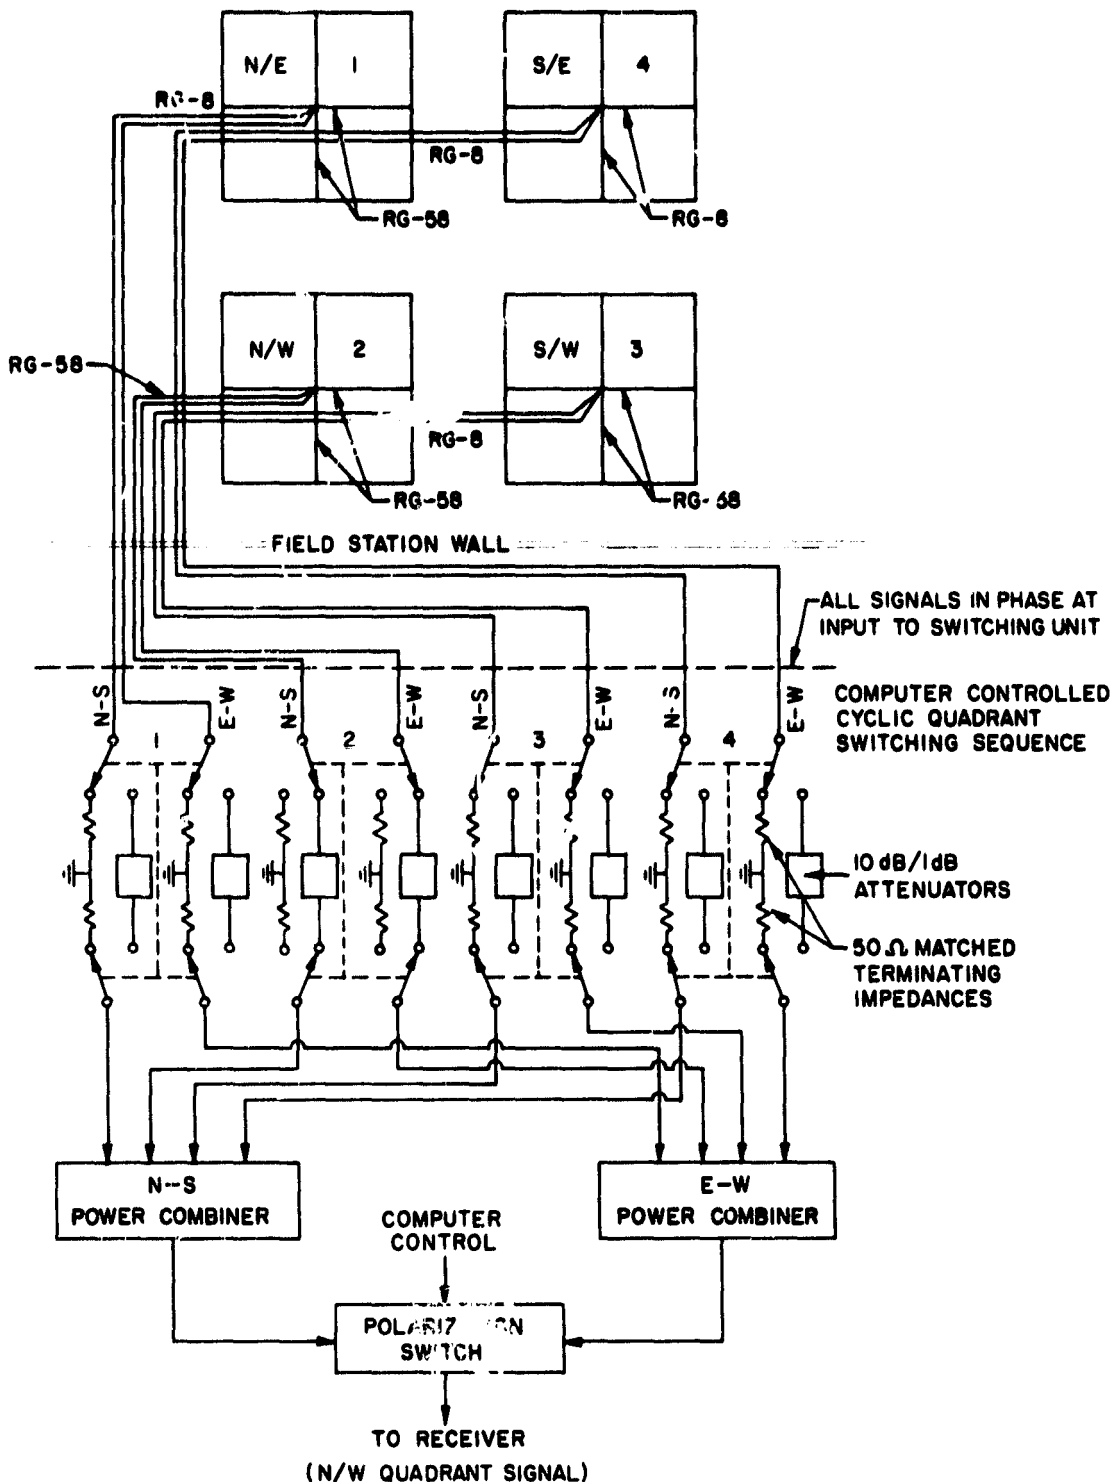 N/E 1
S/E 4
RG-8
RG-8
RG-58
RG-8
N/W 2
S/W 3
RG-58
RG-8
RG-58
FIELD STATION WALL
ALL SIGNALS IN PHASE AT
INPUT TO SWITCHING UNIT
N-S E-W N-S E-W N-S E-W N-S E-W
COMPUTER CONTROLLED
CYCLIC QUADRANT
SWITCHING SEQUENCE
1 2 3 4
10 dB/1dB
ATTENUATORS
50Ω MATCHED
TERMINATING
IMPEDANCES
N-S
POWER COMBINER
E-W
POWER COMBINER
COMPUTER
CONTROL
SWITCH
TO RECEIVER
(N/W QUADRANT SIGNAL)